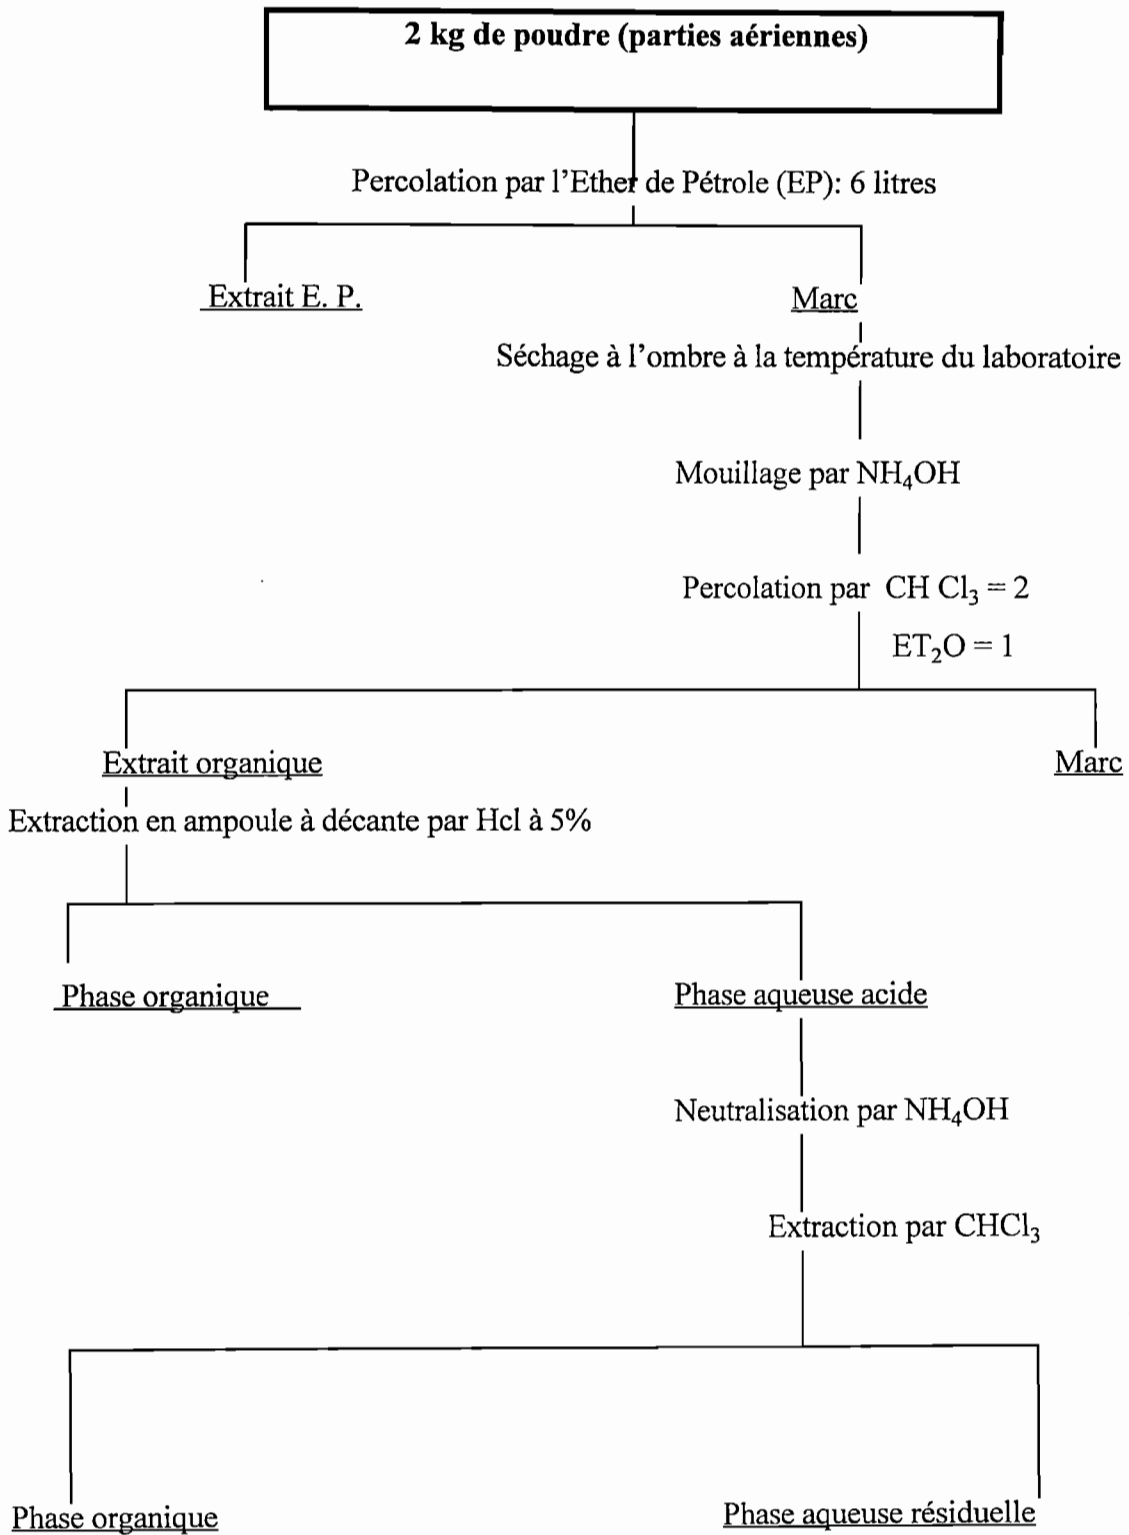 2 kg de poudre (parties aériennes)
Percolation par l'Ether de Pétrole (EP): 6 litres
Extrait E. P.
Marc
Séchage à l'ombre à la température du laboratoire
Mouillage par NH₄OH
Percolation par CH Cl₃ = 2
ET₂O = 1
Extrait organique
Marc
Extraction en ampoule à décante par Hcl à 5%
Phase organique
Phase aqueuse acide
Neutralisation par NH₄OH
Extraction par CHCl₃
Phase organique
Phase aqueuse résiduelle